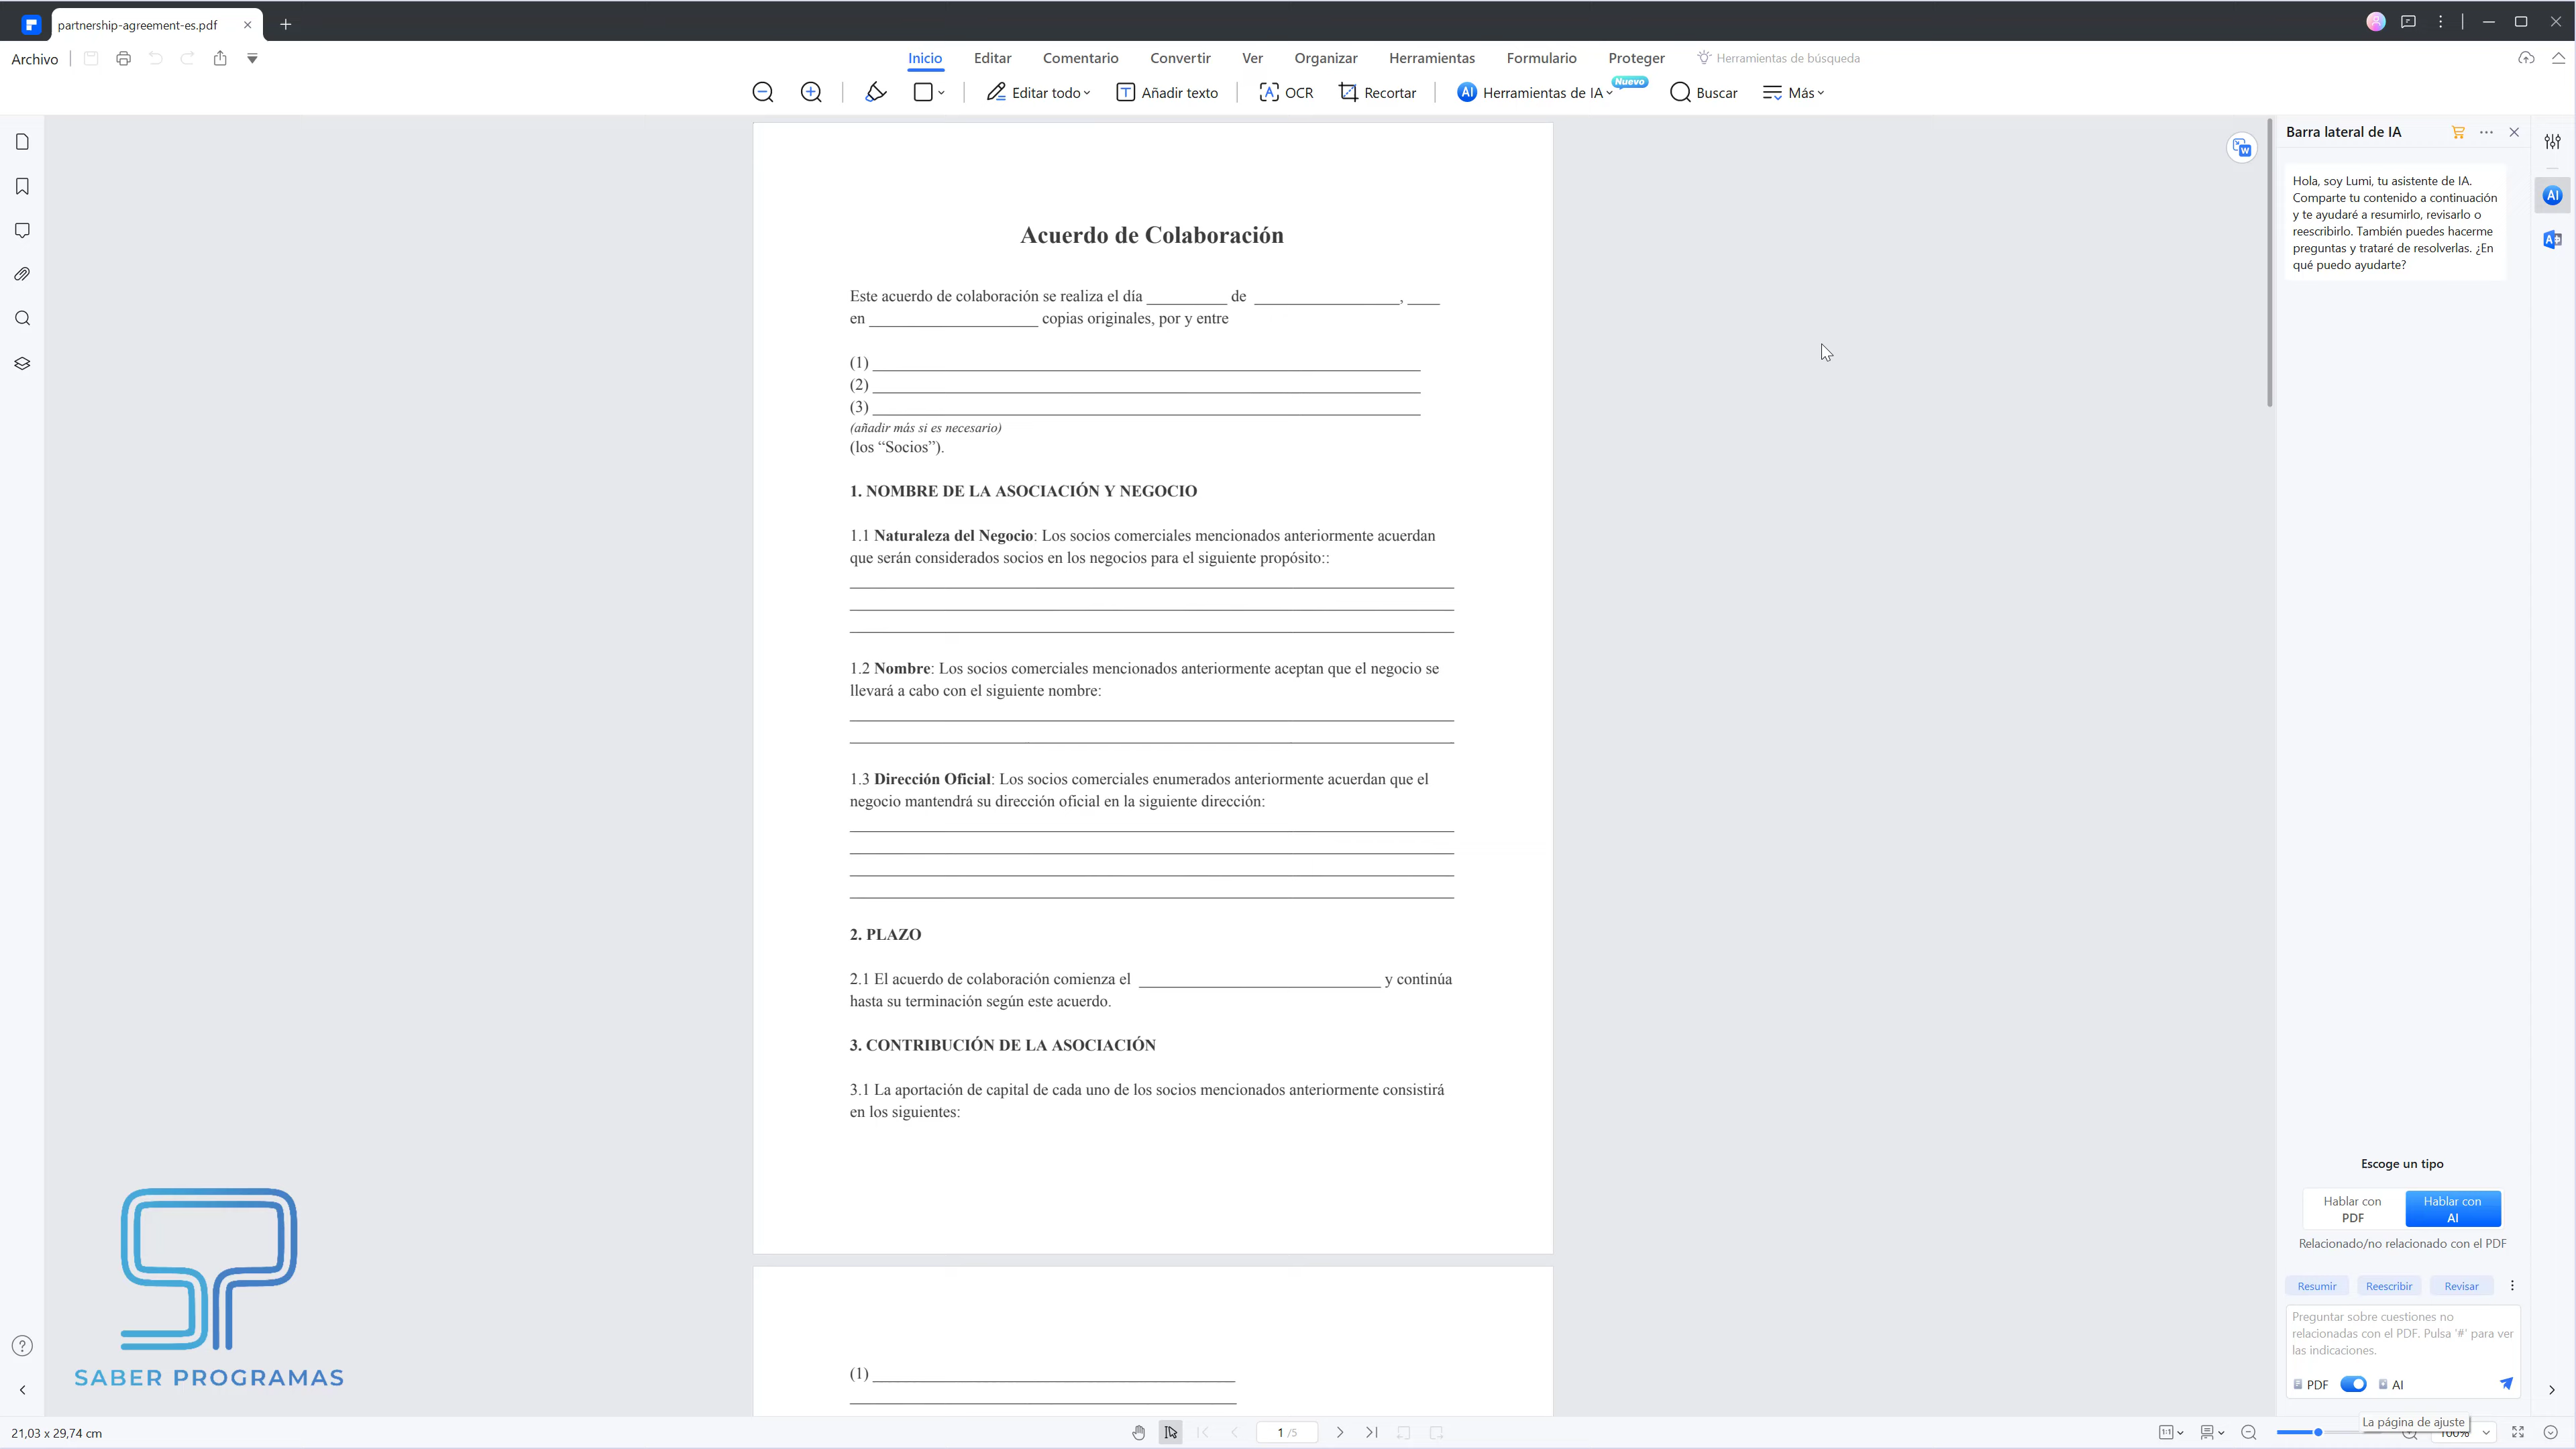 partnership-agreement-es.pdf
Archivo
Inicio Editar Comentario Convertir Ver Organizar Herramientas Formulario Proteger Herramientas de búsqueda
Editar todo Añadir texto OCR Recortar Herramientas de IA Nuevo Buscar Más
Acuerdo de Colaboración
Este acuerdo de colaboración se realiza el día __________ de __________________, ____
en _____________________ copias originales, por y entre
(1) ____________________________________________________________________
(2) ____________________________________________________________________
(3) ____________________________________________________________________
(añadir más si es necesario)
(los “Socios”).
1. NOMBRE DE LA ASOCIACIÓN Y NEGOCIO
1.1 Naturaleza del Negocio: Los socios comerciales mencionados anteriormente acuerdan
que serán considerados socios en los negocios para el siguiente propósito::
1.2 Nombre: Los socios comerciales mencionados anteriormente aceptan que el negocio se
llevará a cabo con el siguiente nombre:
1.3 Dirección Oficial: Los socios comerciales enumerados anteriormente acuerdan que el
negocio mantendrá su dirección oficial en la siguiente dirección:
2. PLAZO
2.1 El acuerdo de colaboración comienza el ______________________________ y continúa
hasta su terminación según este acuerdo.
3. CONTRIBUCIÓN DE LA ASOCIACIÓN
3.1 La aportación de capital de cada uno de los socios mencionados anteriormente consistirá
en los siguientes:
(1) _____________________________________________
SABER PROGRAMAS
Barra lateral de IA
Hola, soy Lumi, tu asistente de IA.
Comparte tu contenido a continuación
y te ayudaré a resumirlo, revisarlo o
reescribirlo. También puedes hacerme
preguntas y trataré de resolverlas. ¿En
qué puedo ayudarte?
AI
Escoge un tipo
Hablar con PDF
Hablar con AI
Relacionado/no relacionado con el PDF
Resumir Reescribir Revisar
Preguntar sobre cuestiones no
relacionadas con el PDF. Pulsa '#' para ver
las indicaciones.
PDF AI
La página de ajuste
21,03 x 29,74 cm
1 /5
100%